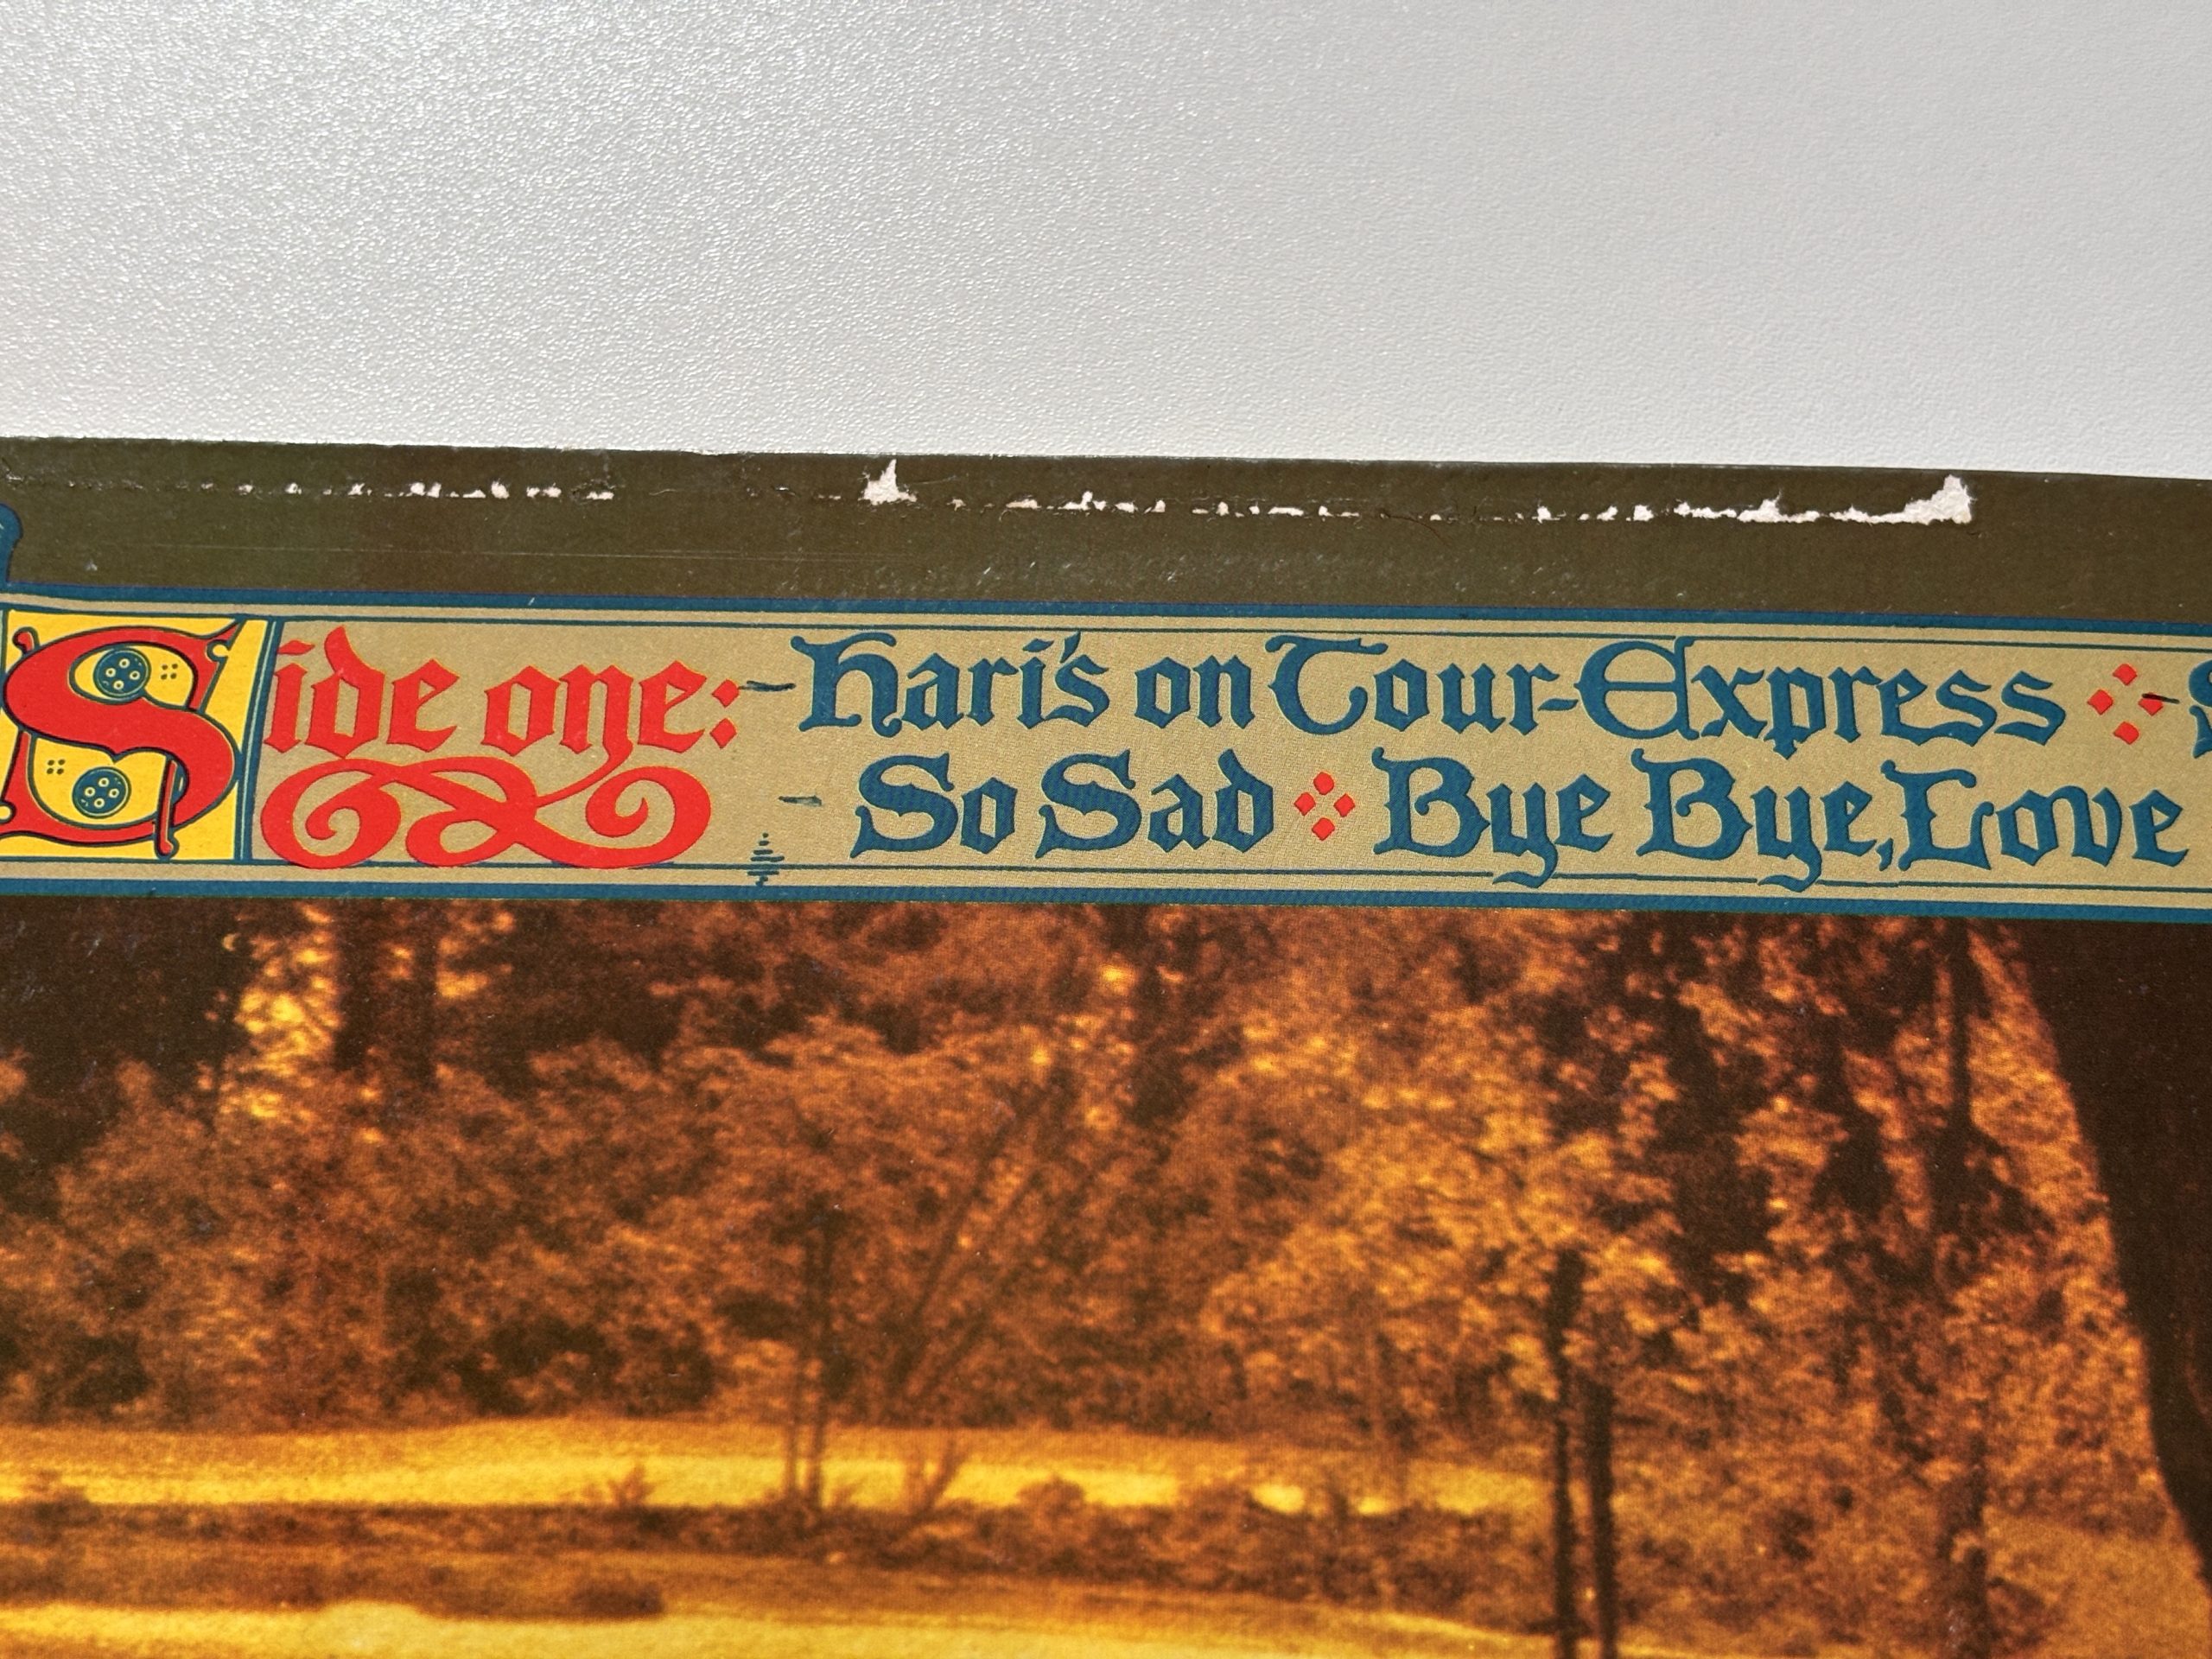 Side one: Hari's on Tour-Express
So Sad Bye Bye, Love